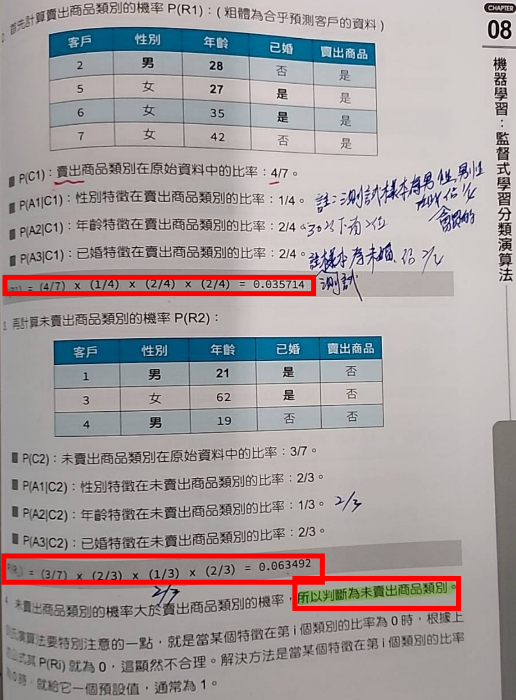 首先計算賣出商品類別的機率 P(R1)：(粗體為合乎預測客戶的資料)
CHAPTER
08
機器學習：監督式學習分類演算法
客戶 性別 年齡 已婚 賣出商品
2 男 28 否 是
5 女 27 是 是
6 女 35 是 是
7 女 42 否 是
P(C1)：賣出商品類別在原始資料中的比率：4/7。
P(A1|C1)：性別特徵在賣出商品類別的比率：1/4。
P(A2|C1)：年齡特徵在賣出商品類別的比率：2/4。
P(A3|C1)：已婚特徵在賣出商品類別的比率：2/4。
註：測試樣本為男性，男性
佔 1/4
30以下有2位
註樣本為未婚，佔 2/4
測試
= (4/7) x (1/4) x (2/4) x (2/4) = 0.035714
再計算未賣出商品類別的機率 P(R2)：
客戶 性別 年齡 已婚 賣出商品
1 男 21 是 否
3 女 62 是 否
4 男 19 否 否
P(C2)：未賣出商品類別在原始資料中的比率：3/7。
P(A1|C2)：性別特徵在未賣出商品類別的比率：2/3。
P(A2|C2)：年齡特徵在未賣出商品類別的比率：1/3。 2/3
P(A3|C2)：已婚特徵在未賣出商品類別的比率：2/3。
= (3/7) x (2/3) x (1/3) x (2/3) = 0.063492
2/3
未賣出商品類別的機率大於賣出商品類別的機率，所以判斷為未賣出商品類別。
演算法要特別注意的一點，就是當某個特徵在第 i 個類別的比率為 0 時，根據上
其 P(Ri) 就為 0，這顯然不合理。解決方法是當某個特徵在第 i 個類別的比率
0時，就給它一個預設值，通常為 1。